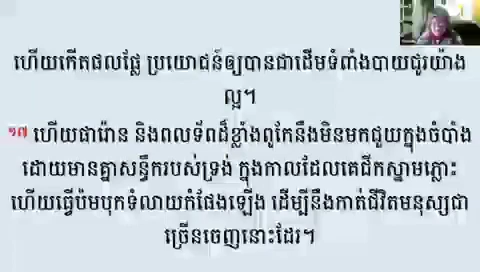 ហើយកើតផលផ្លែ ប្រយោជន៍ឲ្យបានជាដើមទំពាំងបាយជូរយ៉ាង
ល្អ។
១៧ ហើយផារ៉ោន និងពលទ័ពដ៏ខ្លាំងពូកែនឹងមិនមកជួយក្នុងចំបាំង
ដោយមានគ្នាសន្ធឹករបស់ទ្រង់ ក្នុងកាលដែលគេជីកស្នាមភ្លោះ
ហើយធ្វើប៉មបុកទំលាយកំផែងឡើង ដើម្បីនឹងកាត់ជីវិតមនុស្សជា
ច្រើនចេញនោះដែរ។